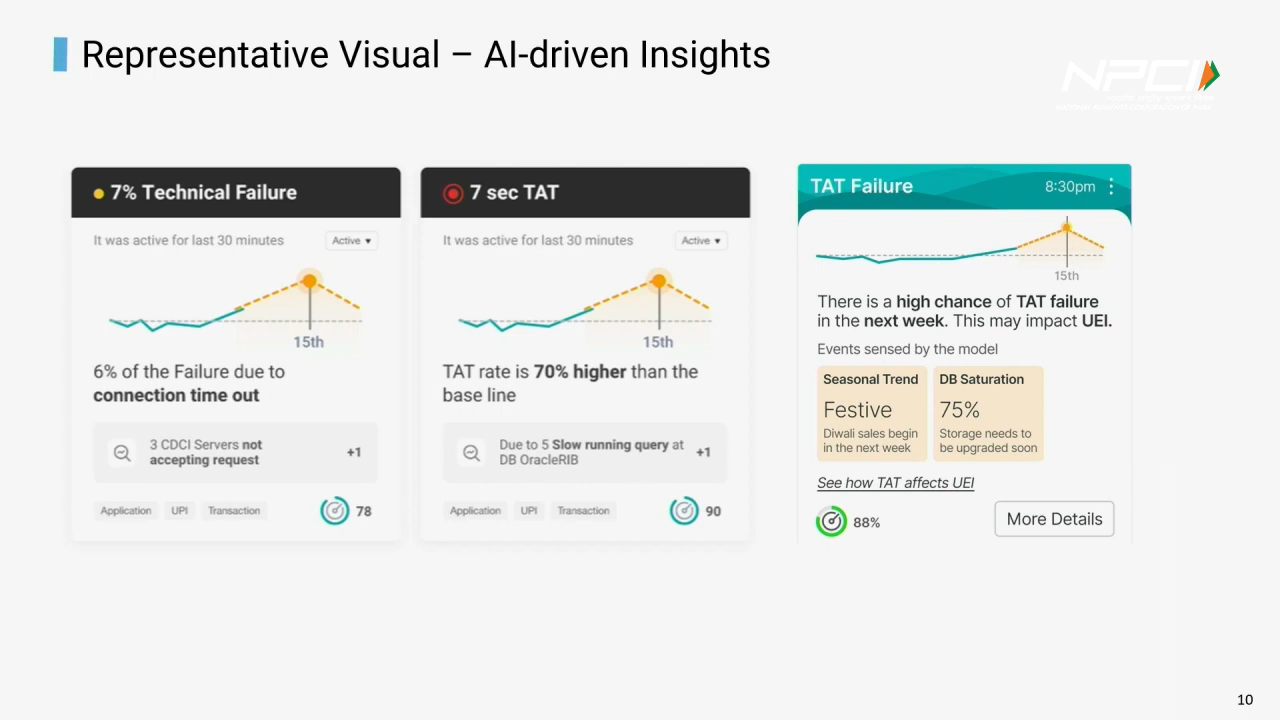 Representative Visual – AI-driven Insights
NPCI
7% Technical Failure
It was active for last 30 minutes
Active ▾
15th
6% of the Failure due to
connection time out
3 CDCI Servers not
accepting request
+1
Application
UPI
Transaction
78
7 sec TAT
It was active for last 30 minutes
Active ▾
15th
TAT rate is 70% higher than the
base line
Due to 5 Slow running query at
DB OracleRIB
+1
Application
UPI
Transaction
90
TAT Failure
8:30pm
15th
There is a high chance of TAT failure
in the next week. This may impact UEI.
Events sensed by the model
Seasonal Trend
Festive
Diwali sales begin
in the next week
DB Saturation
75%
Storage needs to
be upgraded soon
See how TAT affects UEI
88%
More Details
10